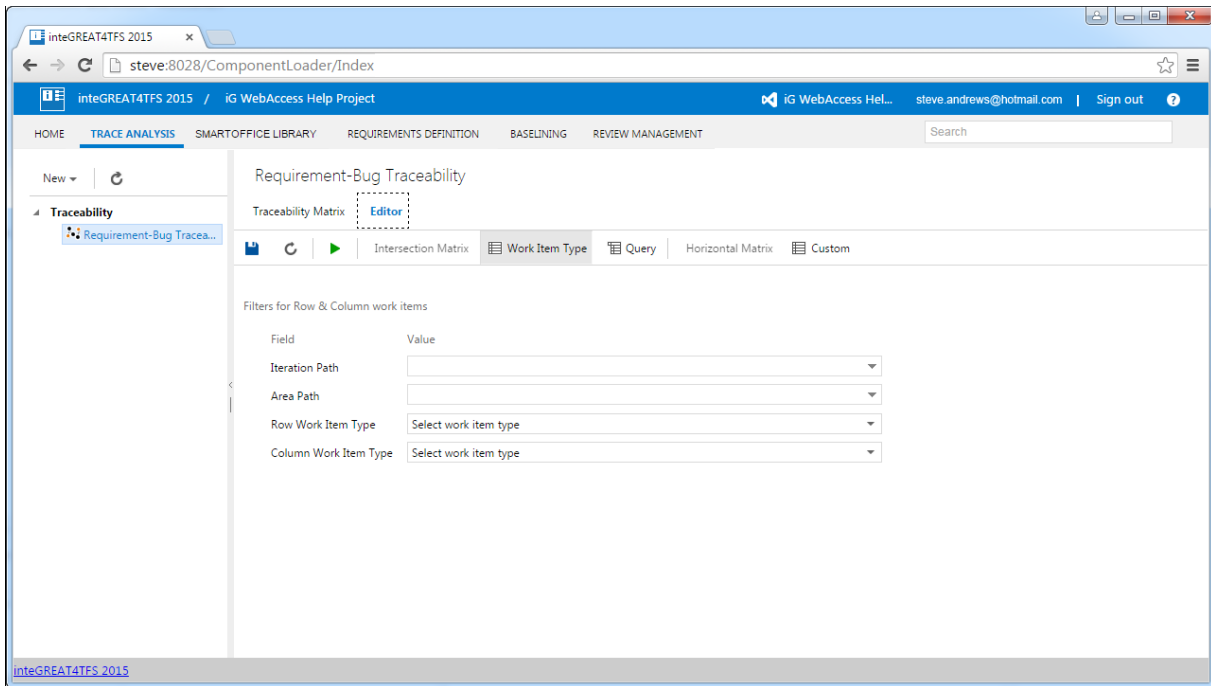 inteGREAT4TFS 2015
steve:8028/ComponentLoader/Index
inteGREAT4TFS 2015 / iG WebAccess Help Project iG WebAccess Hel... steve.andrews@hotmail.com | Sign out ?
HOME TRACE ANALYSIS SMARTOFFICE LIBRARY REQUIREMENTS DEFINITION BASELINING REVIEW MANAGEMENT Search
New
Traceability
Requirement-Bug Tracea...
Requirement-Bug Traceability
Traceability Matrix Editor
Intersection Matrix Work Item Type Query Horizontal Matrix Custom
Filters for Row & Column work items
Field Value
Iteration Path
Area Path
Row Work Item Type Select work item type
Column Work Item Type Select work item type
inteGREAT4TFS 2015